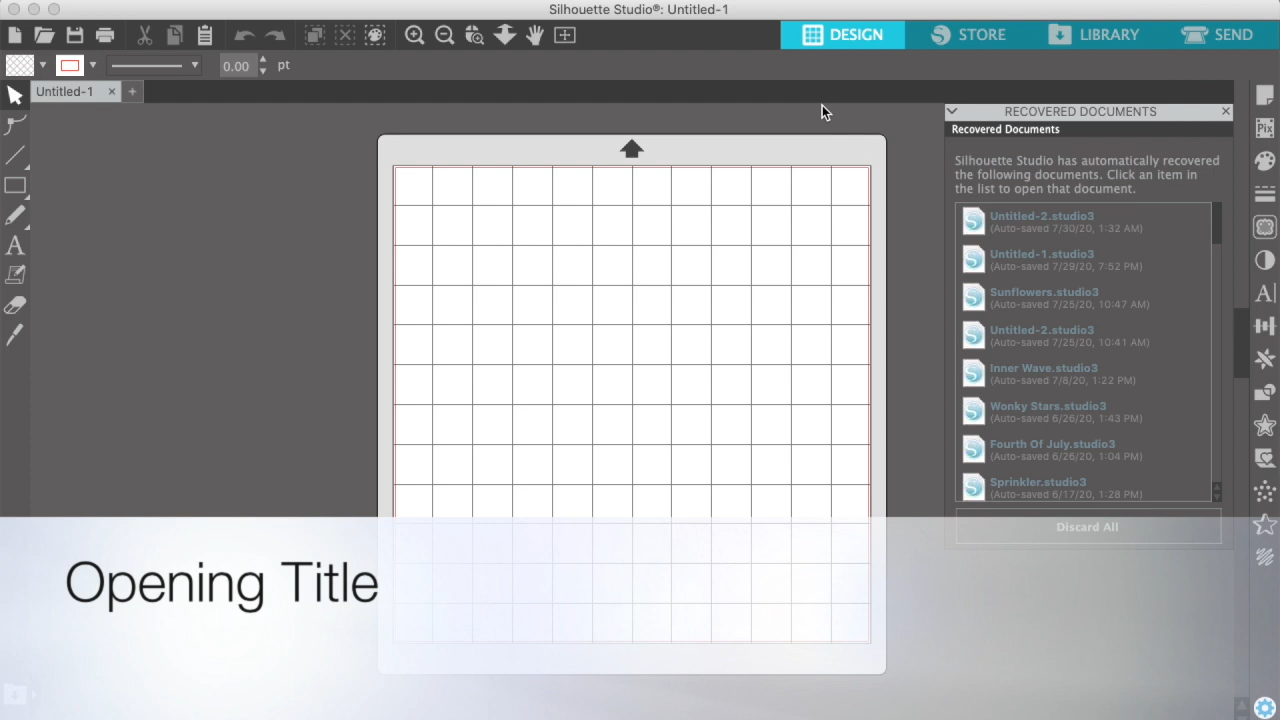 Silhouette Studio®: Untitled-1
DESIGN
STORE
LIBRARY
SEND
0.00
pt
Untitled-1
RECOVERED DOCUMENTS
Recovered Documents
Silhouette Studio has automatically recovered
the following documents. Click an item in
the list to open that document.
Untitled-2.studio3
(Auto-saved 7/30/20, 1:32 AM)
Untitled-1.studio3
(Auto-saved 7/29/20, 7:52 PM)
Sunflowers.studio3
(Auto-saved 7/25/20, 10:47 AM)
Untitled-2.studio3
(Auto-saved 7/25/20, 10:41 AM)
Inner Wave.studio3
(Auto-saved 7/8/20, 1:22 PM)
Wonky Stars.studio3
(Auto-saved 6/26/20, 1:43 PM)
Fourth Of July.studio3
(Auto-saved 6/26/20, 1:04 PM)
Sprinkler.studio3
(Auto-saved 6/17/20, 1:28 PM)
Discard All
Opening Title